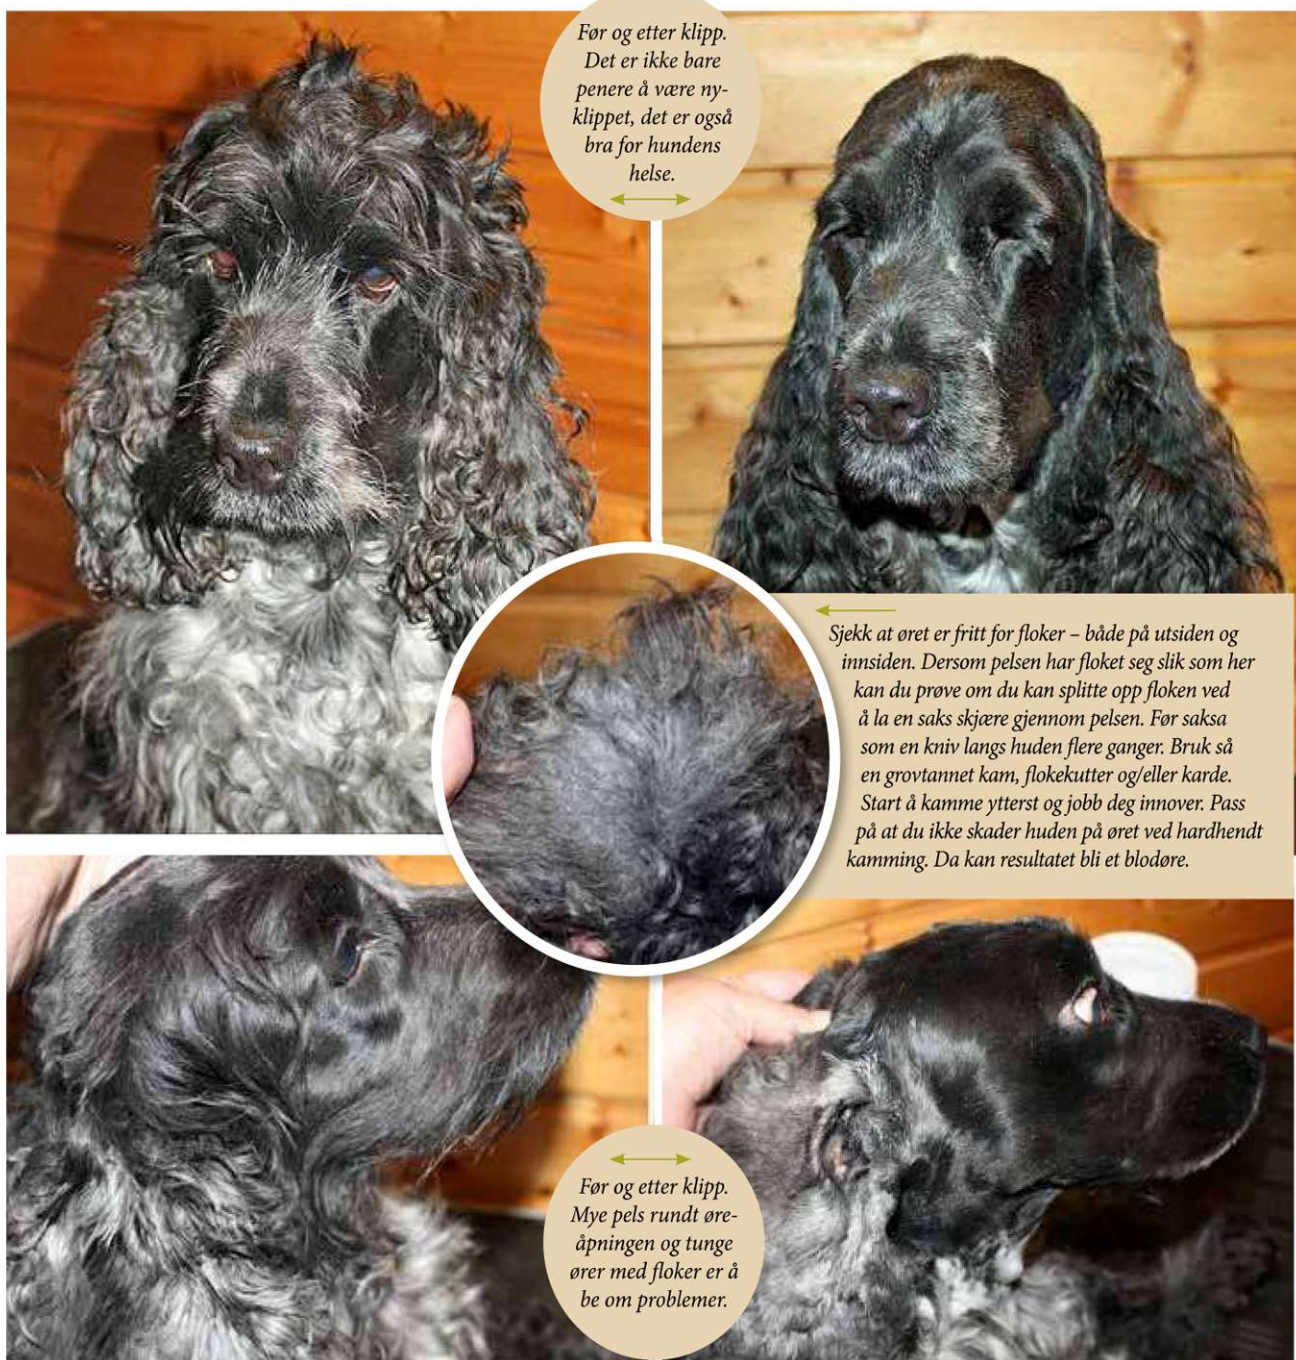 Før og etter klipp.
Det er ikke bare
penere å være ny-
klippet, det er også
bra for hundens
helse.
Sjekk at øret er fritt for floker – både på utsiden og
innsiden. Dersom pelsen har floket seg slik som her
kan du prøve om du kan splitte opp floken ved
å la en saks skjære gjennom pelsen. Før saksa
som en kniv langs huden flere ganger. Bruk så
en grovtannet kam, flokekutter og/eller karde.
Start å kamme ytterst og jobb deg innover. Pass
på at du ikke skader huden på øret ved hardhendt
kamming. Da kan resultatet bli et blodøre.
Før og etter klipp.
Mye pels rundt øre-
åpningen og tunge
ører med floker er å
be om problemer.